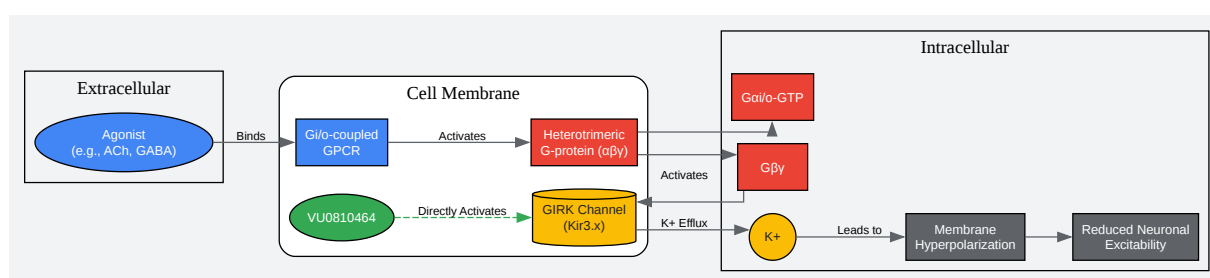 Extracellular
Agonist
(e.g., ACh, GABA)
Binds
Cell Membrane
Gi/o-coupled
GPCR
Activates
Heterotrimeric
G-protein (αβγ)
VU0810464
Directly Activates
GIRK Channel
(Kir3.x)
Activates
K+ Efflux
Intracellular
Gαi/o-GTP
Gβγ
K+
Leads to
Membrane
Hyperpolarization
Reduced Neuronal
Excitability